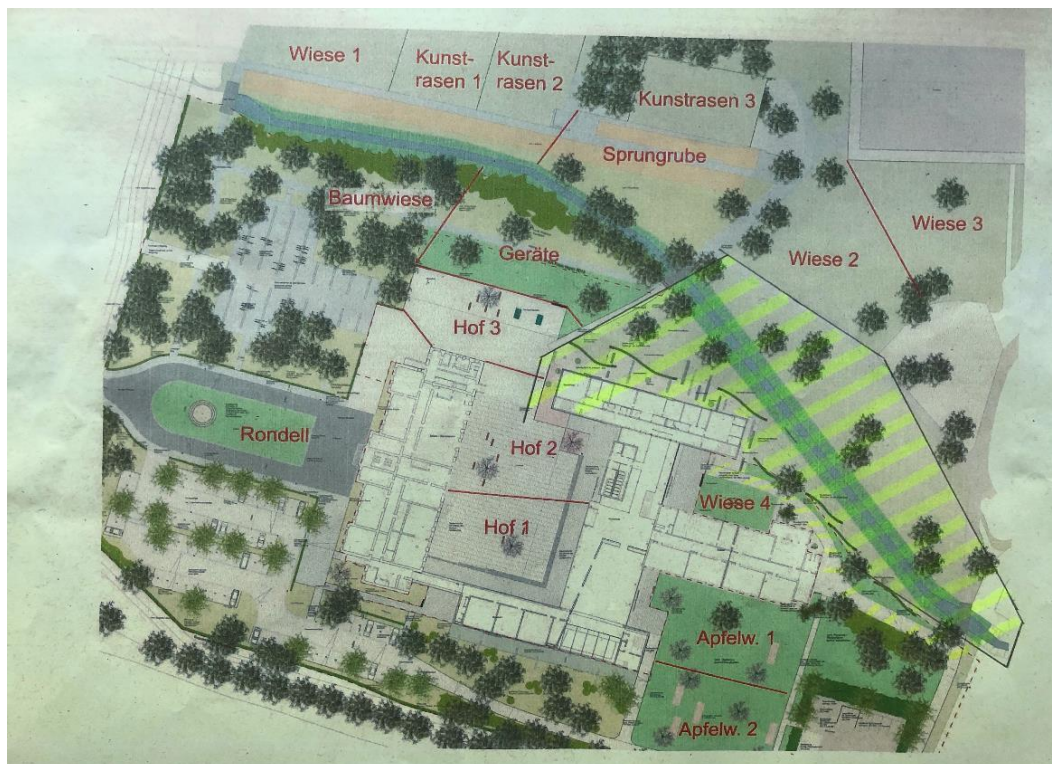 Wiese 1
Kunst-
rasen 1
Kunst-
rasen 2
Kunstrasen 3
Sprungrube
Baumwiese
Wiese 3
Geräte
Wiese 2
Hof 3
Rondell
Hof 2
Wiese 4
Hof 1
Apfelw. 1
Apfelw. 2